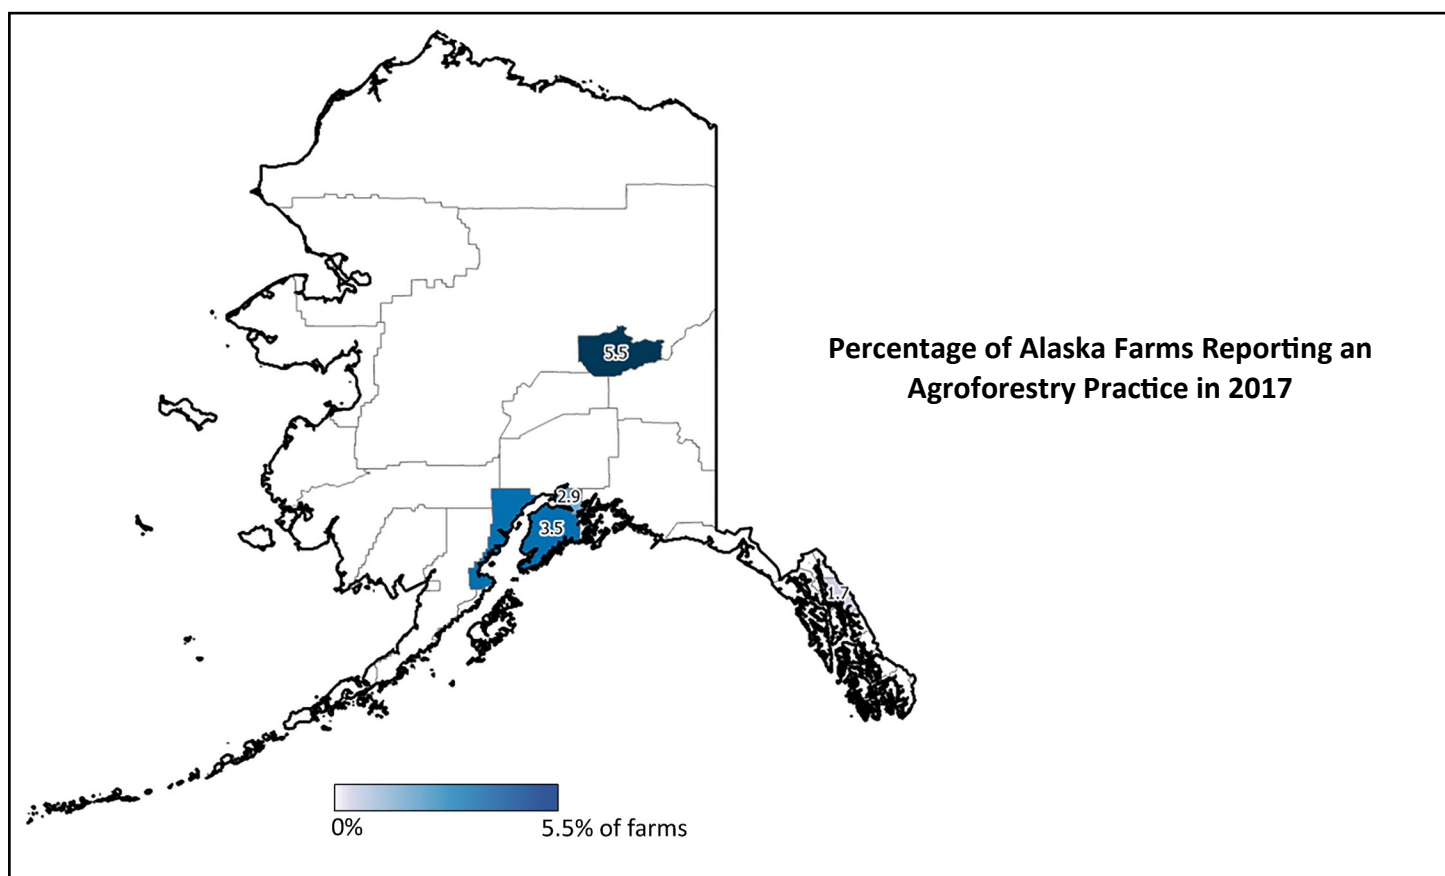 5.5
Percentage of Alaska Farms Reporting an
Agroforestry Practice in 2017
2.9
3.5
1.7
0%
5.5% of farms